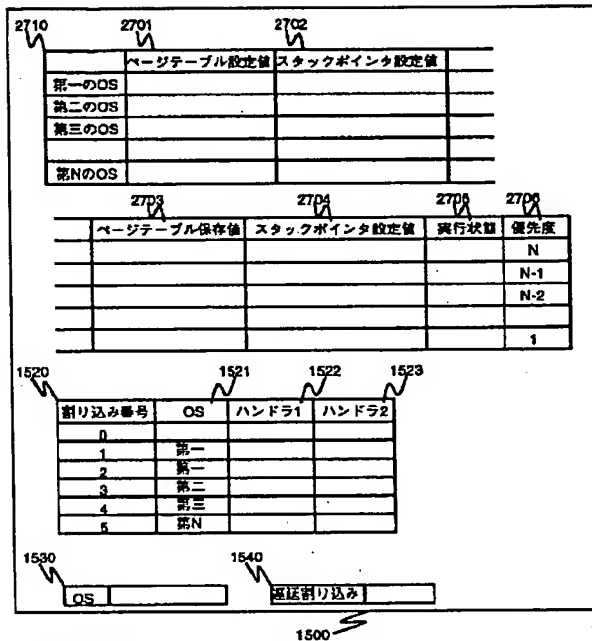 2710 2701 2702
ページテーブル設定値 スタックポインタ設定値
第一のOS
第二のOS
第三のOS
第NのOS
2703 2704 2705 2706
ページテーブル保存値 スタックポインタ設定値 実行状態 優先度
N
N-1
N-2
1
1520 1521 1522 1523
割り込み番号 OS ハンドラ1 ハンドラ2
0
1 第一
2 第一
3 第二
4 第三
5 第N
1530 1540
OS 遅延割り込み
1500